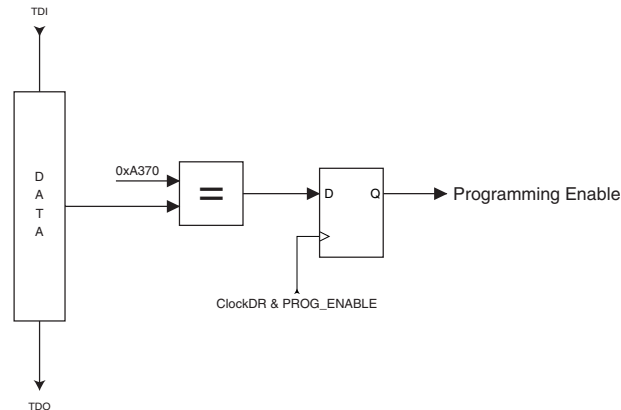 TDI
D
A
T
A
0xA370
=
D
Q
Programming Enable
ClockDR & PROG_ENABLE
TDO